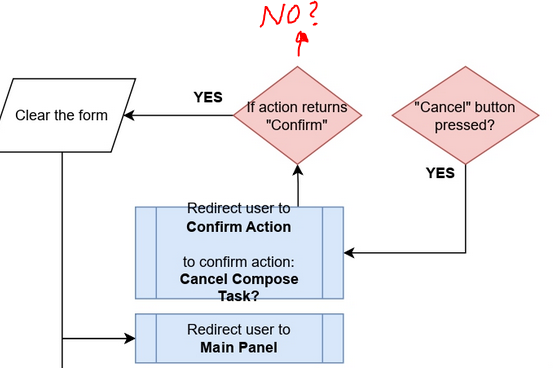 NO?
YES
If action returns
"Confirm"
"Cancel" button
pressed?
Clear the form
YES
Redirect user to
Confirm Action
to confirm action:
Cancel Compose
Task?
Redirect user to
Main Panel